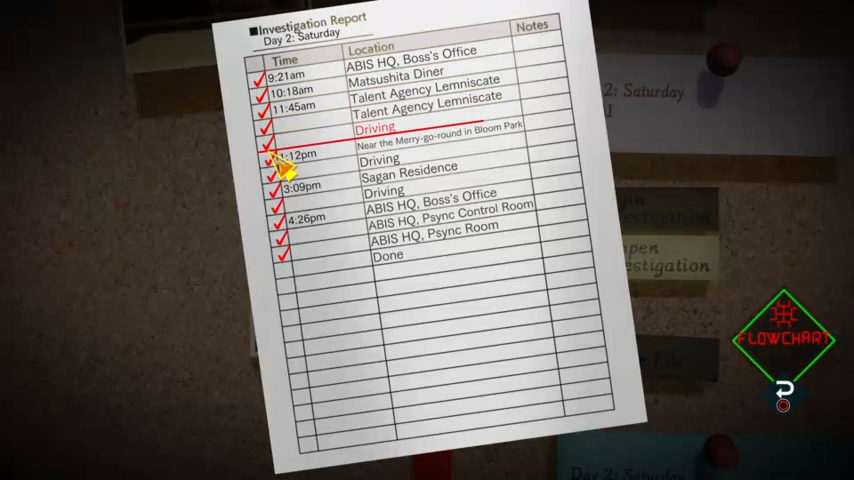 ■Investigation Report
Day 2: Saturday
Time Location Notes
9:21am ABIS HQ, Boss's Office
10:18am Matsushita Diner
11:45am Talent Agency Lemniscate
Talent Agency Lemniscate
Driving
1:12pm Near the Merry-go-round in Bloom Park
Driving
3:09pm Sagan Residence
Driving
4:26pm ABIS HQ, Boss's Office
ABIS HQ, Psync Control Room
ABIS HQ, Psync Room
Done
2: Saturday
open
estigation
FLOWCHART
File
Day 2: Saturday